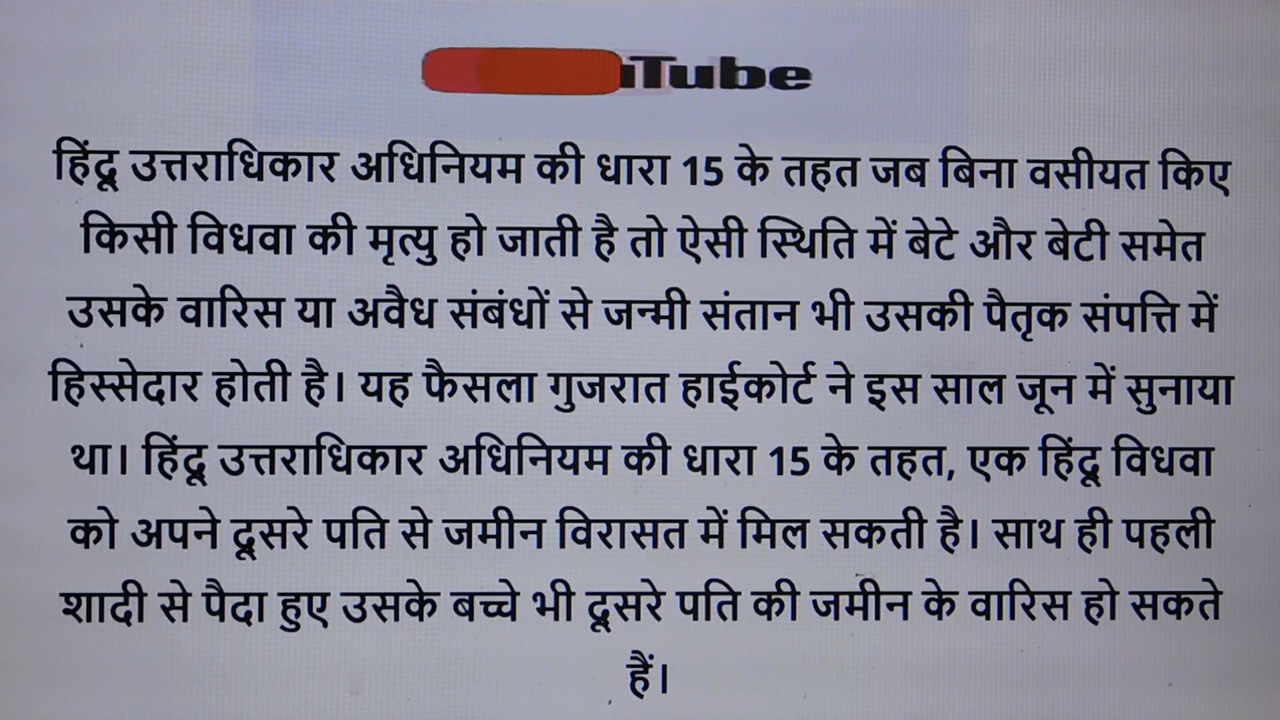 iTube
हिंदू उत्तराधिकार अधिनियम की धारा 15 के तहत जब बिना वसीयत किए
किसी विधवा की मृत्यु हो जाती है तो ऐसी स्थिति में बेटे और बेटी समेत
उसके वारिस या अवैध संबंधों से जन्मी संतान भी उसकी पैतृक संपत्ति में
हिस्सेदार होती है। यह फैसला गुजरात हाईकोर्ट ने इस साल जून में सुनाया
था। हिंदू उत्तराधिकार अधिनियम की धारा 15 के तहत, एक हिंदू विधवा
को अपने दूसरे पति से जमीन विरासत में मिल सकती है। साथ ही पहली
शादी से पैदा हुए उसके बच्चे भी दूसरे पति की जमीन के वारिस हो सकते
हैं।